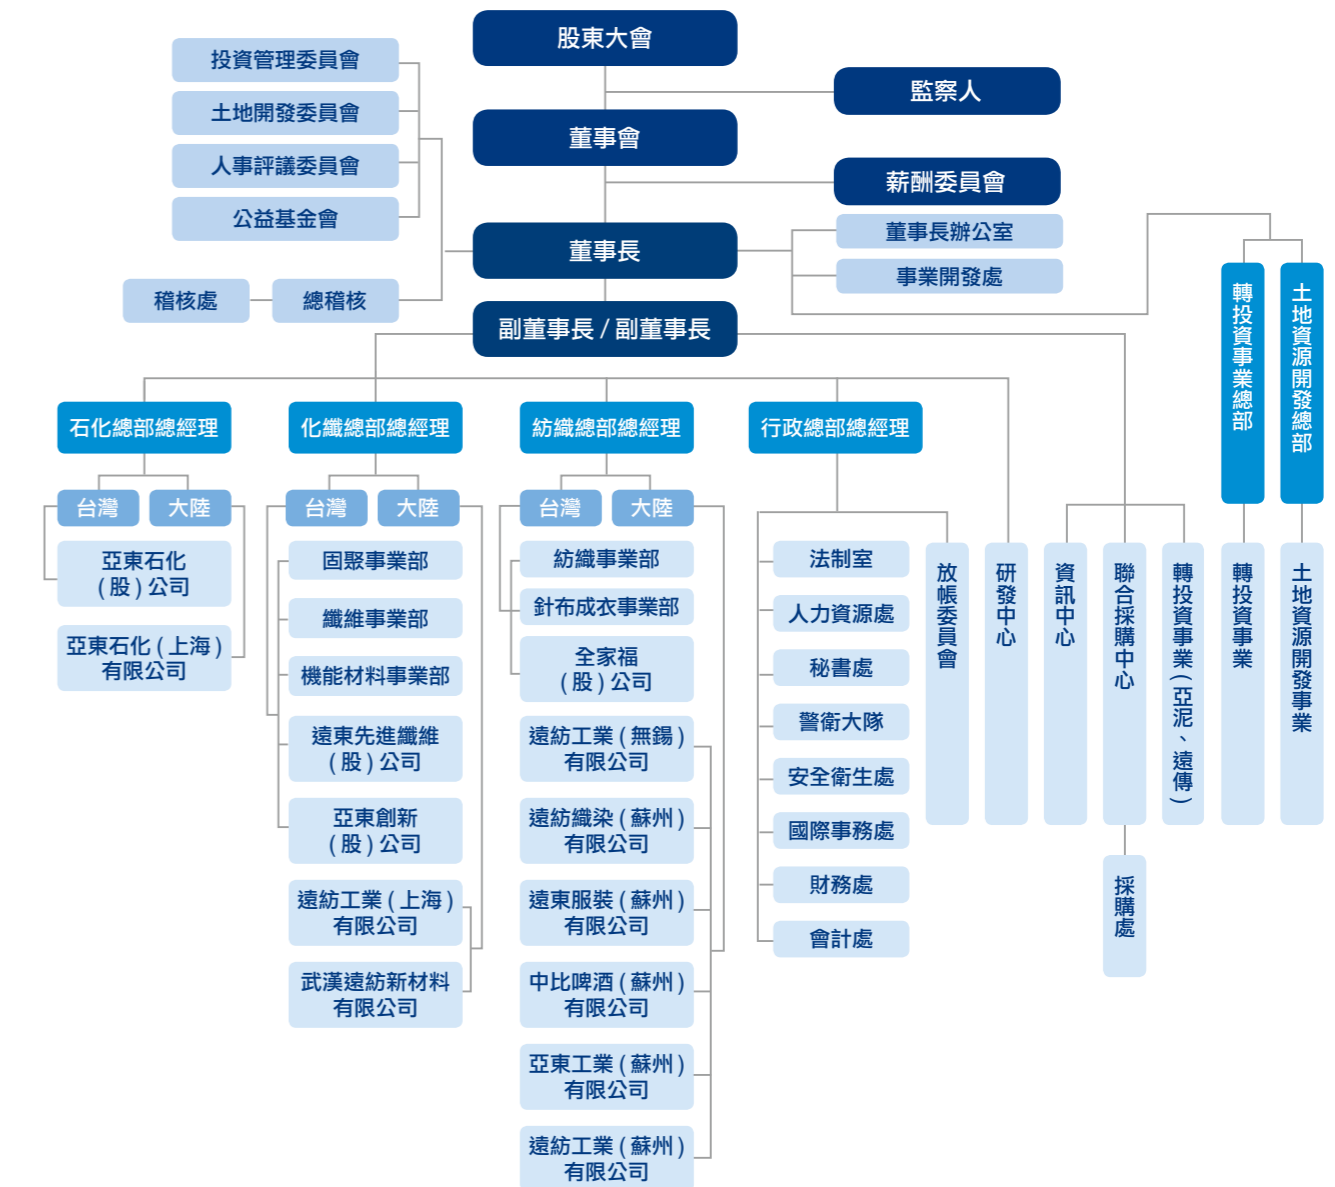 股東大會
監察人
董事會
薪酬委員會
投資管理委員會
土地開發委員會
人事評議委員會
公益基金會
董事長
董事長辦公室
事業開發處
稽核處
總稽核
副董事長 / 副董事長
轉投資事業總部
土地資源開發總部
石化總部總經理
化纖總部總經理
紡織總部總經理
行政總部總經理
台灣
大陸
亞東石化
( 股 ) 公司
亞東石化 ( 上海 )
有限公司
台灣
大陸
固聚事業部
纖維事業部
機能材料事業部
遠東先進纖維
( 股 ) 公司
亞東創新
( 股 ) 公司
遠紡工業 ( 上海 )
有限公司
武漢遠紡新材料
有限公司
台灣
大陸
紡織事業部
針布成衣事業部
全家福
( 股 ) 公司
遠紡工業 ( 無錫 )
有限公司
遠紡織染 ( 蘇州 )
有限公司
遠東服裝 ( 蘇州 )
有限公司
中比啤酒 ( 蘇州 )
有限公司
亞東工業 ( 蘇州 )
有限公司
遠紡工業 ( 蘇州 )
有限公司
法制室
人力資源處
秘書處
警衛大隊
安全衛生處
國際事務處
財務處
會計處
放帳委員會
研發中心
資訊中心
聯合採購中心
採購處
轉投資事業 ( 亞泥、遠傳 )
轉投資事業
土地資源開發事業